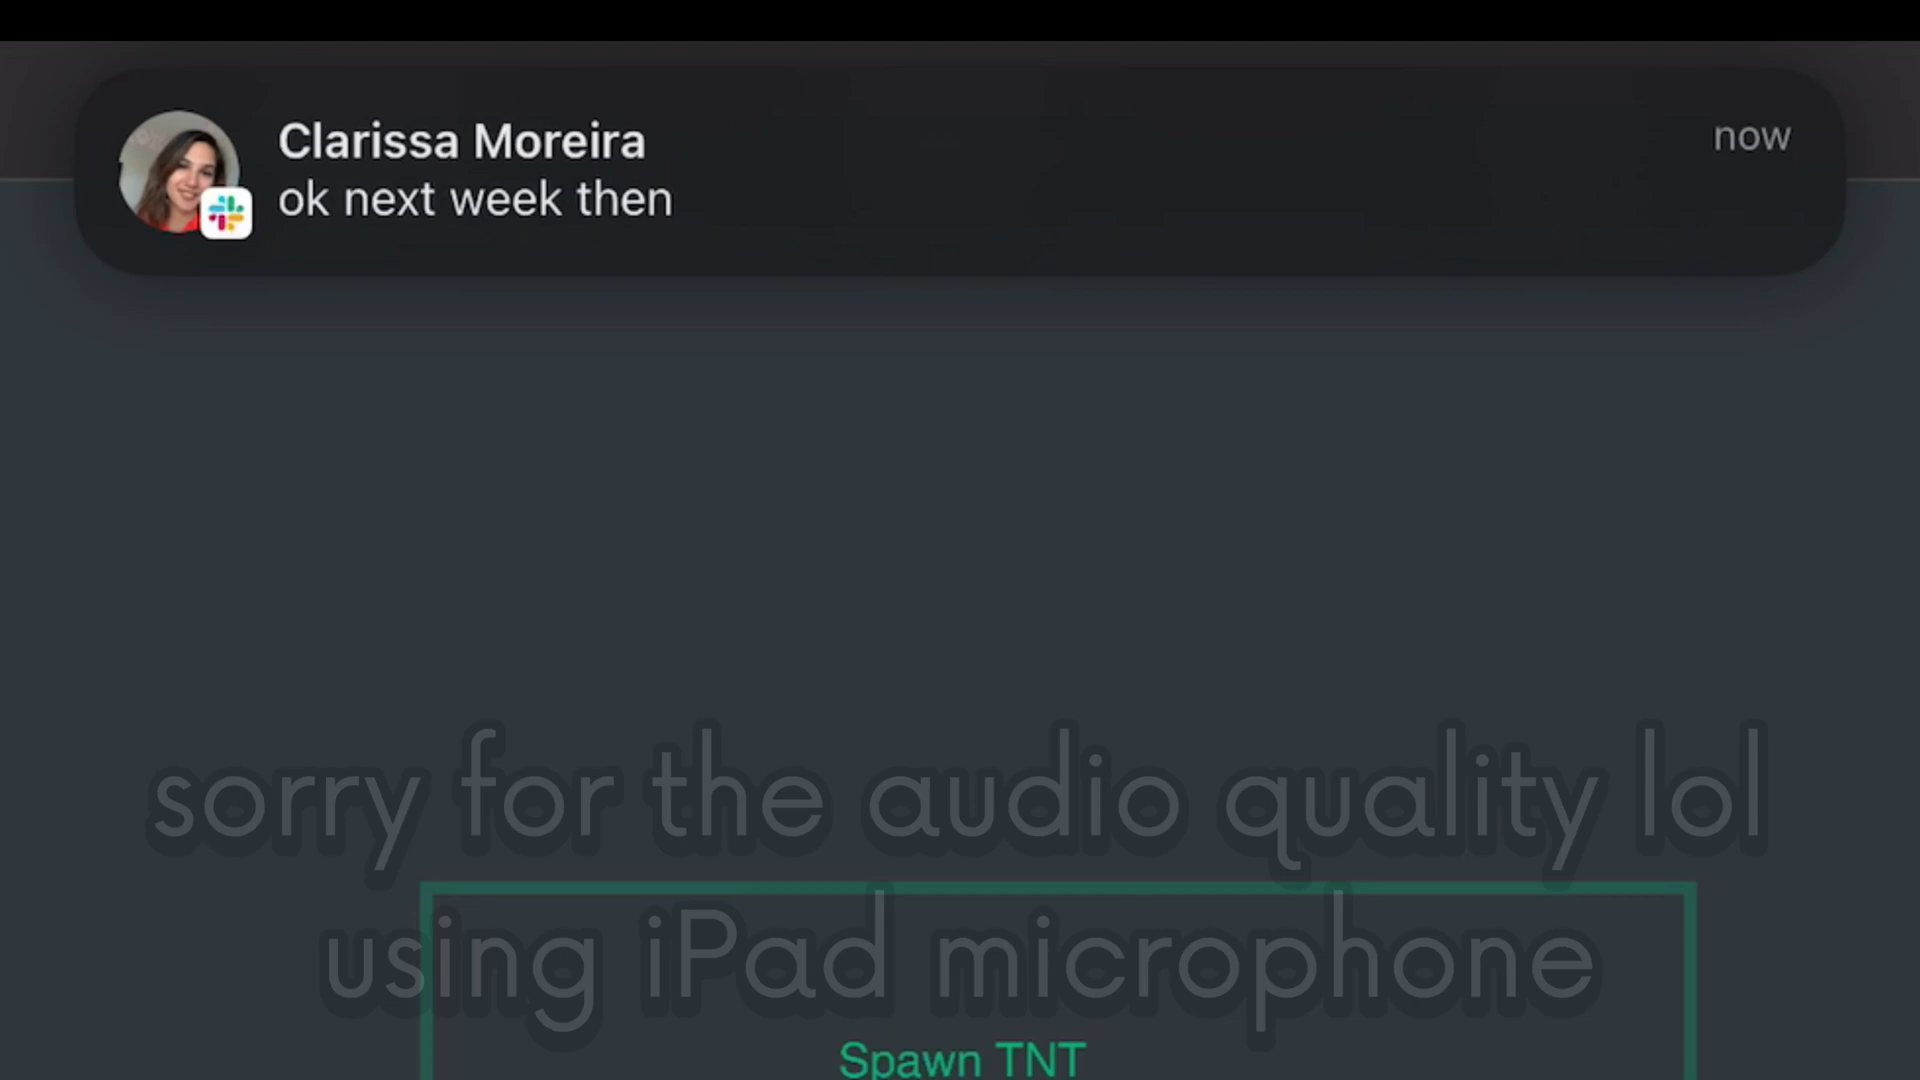 Clarissa Moreira
now
ok next week then
sorry for the audio quality lol
using iPad microphone
Spawn TNT